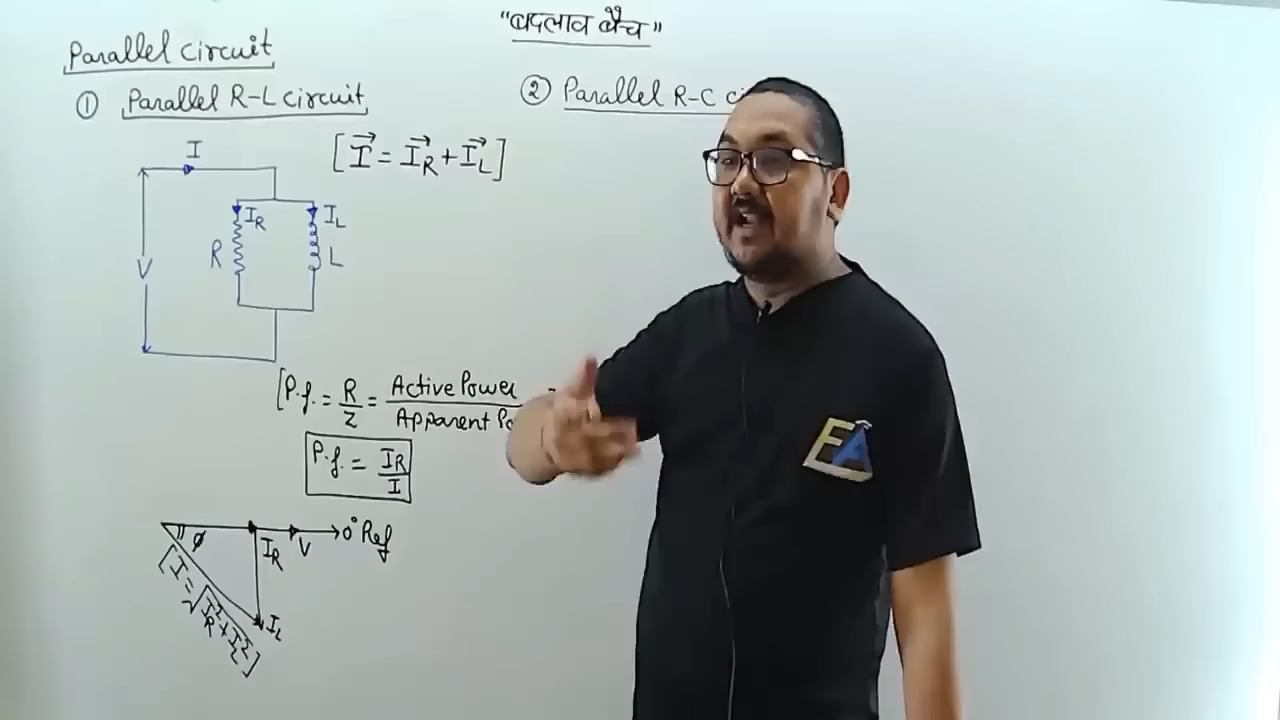 "बदलाव बैच"
Parallel Circuit
① Parallel R-L circuit
[I⃗ = I⃗R + I⃗L]
I
V
R
IR
IL
L
[P.f. = R/Z = Active Power/Apparent
P.f. = IR/I
ϕ
IR
V
0° Ref
IL
[I = √IR² + IL²]
② Parallel R-C
EA